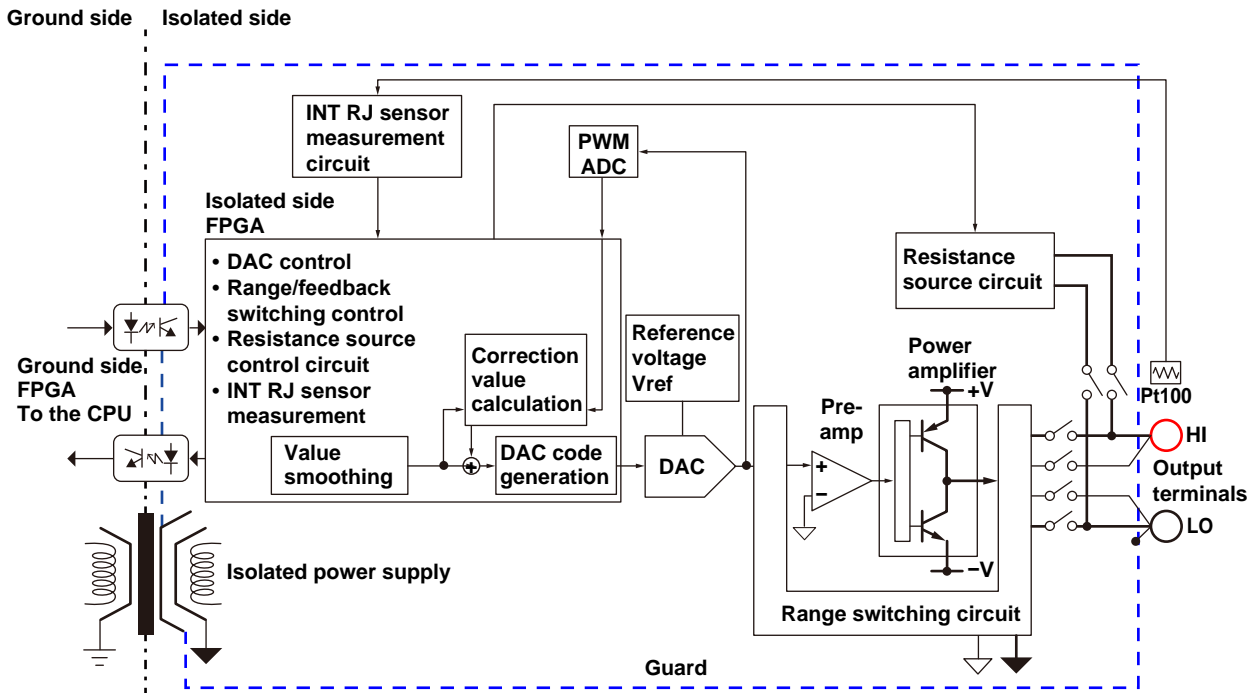 Ground side
Isolated side
INT RJ sensor
measurement
circuit
PWM
ADC
Isolated side
FPGA
• DAC control
• Range/feedback
switching control
• Resistance source
control circuit
• INT RJ sensor
measurement
Resistance
source circuit
Ground side
FPGA
To the CPU
Correction
value
calculation
Reference
voltage
Vref
Power
amplifier
+V
Pre-
amp
Pt100
HI
Value
smoothing
+
DAC code
generation
DAC
+
−
Output
terminals
LO
−V
Isolated power supply
Range switching circuit
Guard